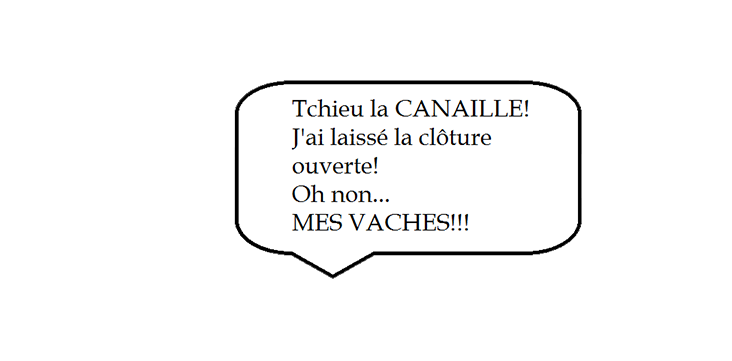 Tchieu la CANAILLE!
J'ai laissé la clôture
ouverte!
Oh non...
MES VACHES!!!